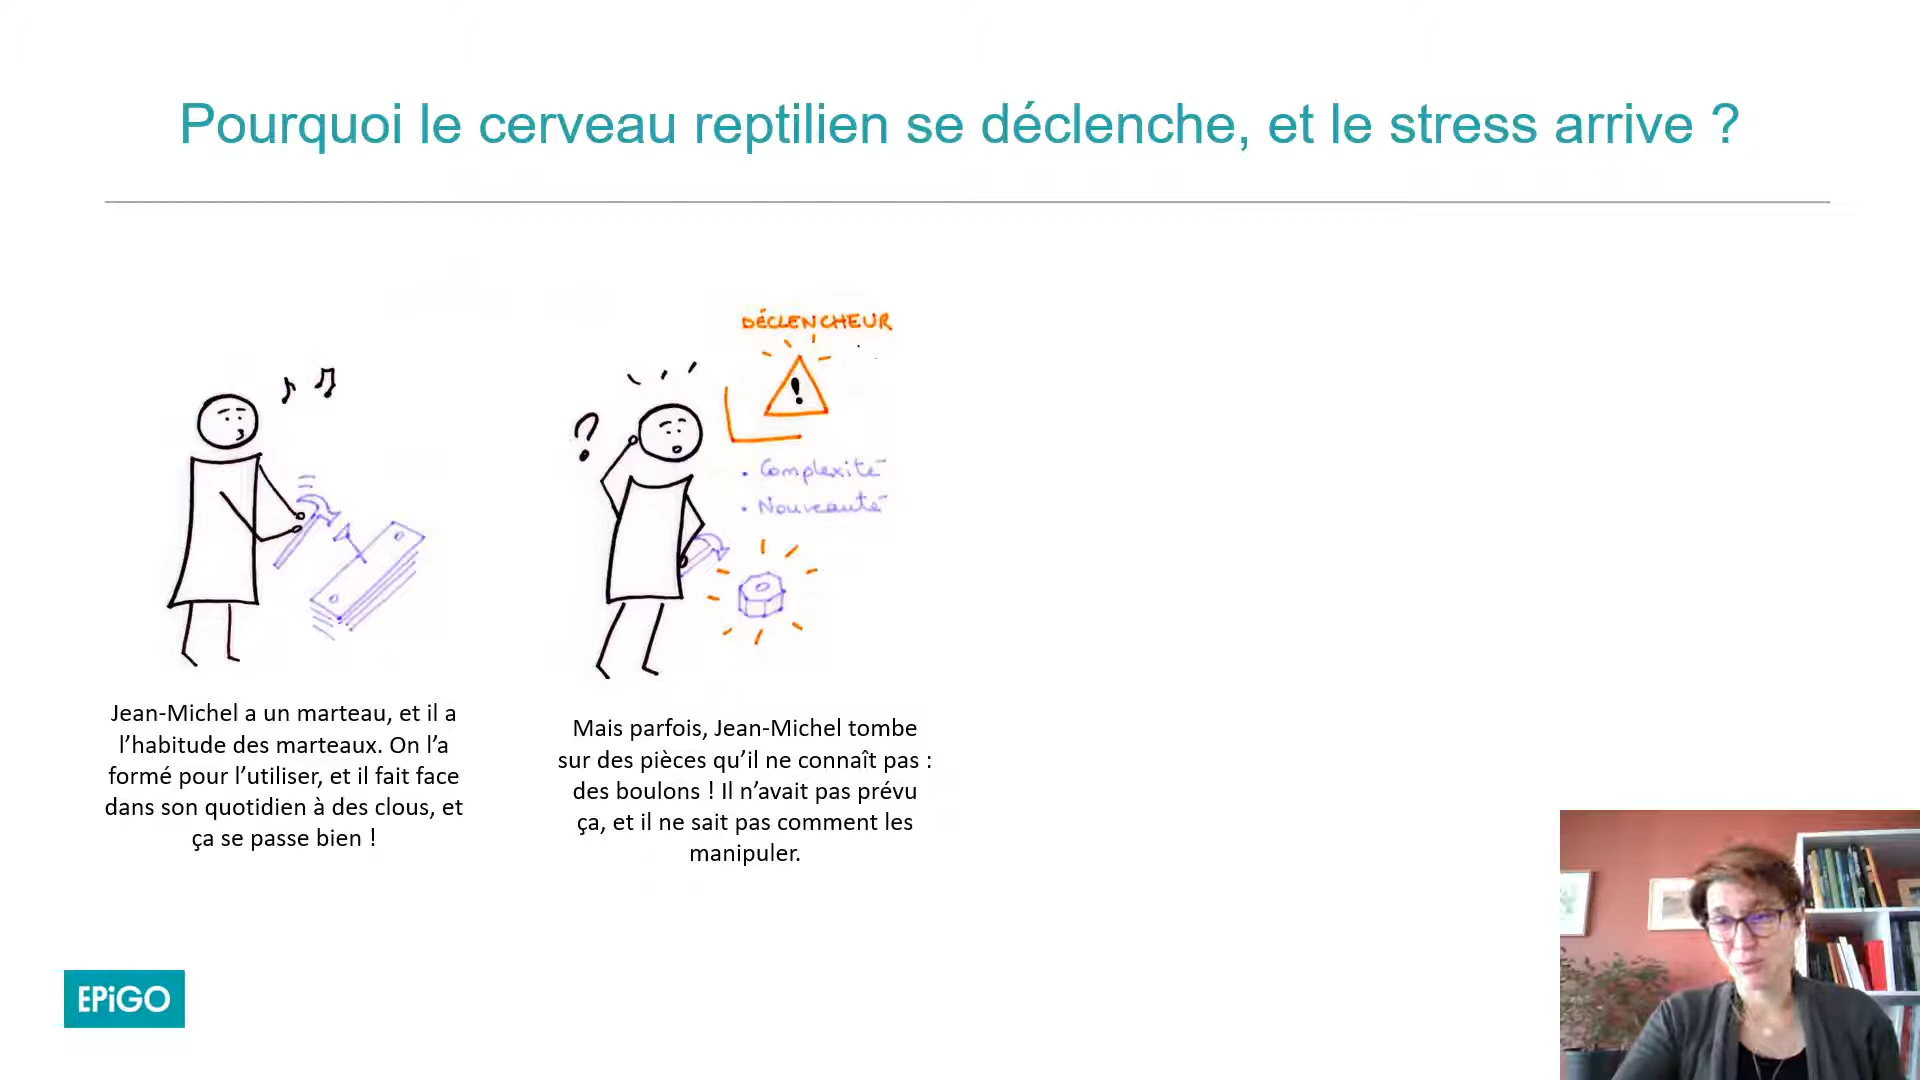 Pourquoi le cerveau reptilien se déclenche, et le stress arrive ?
DÉCLENCHEUR
!
?
• Complexité
• Nouveauté
Jean-Michel a un marteau, et il a
l’habitude des marteaux. On l’a
formé pour l’utiliser, et il fait face
dans son quotidien à des clous, et
ça se passe bien !
Mais parfois, Jean-Michel tombe
sur des pièces qu’il ne connaît pas :
des boulons ! Il n’avait pas prévu
ça, et il ne sait pas comment les
manipuler.
EPiGO